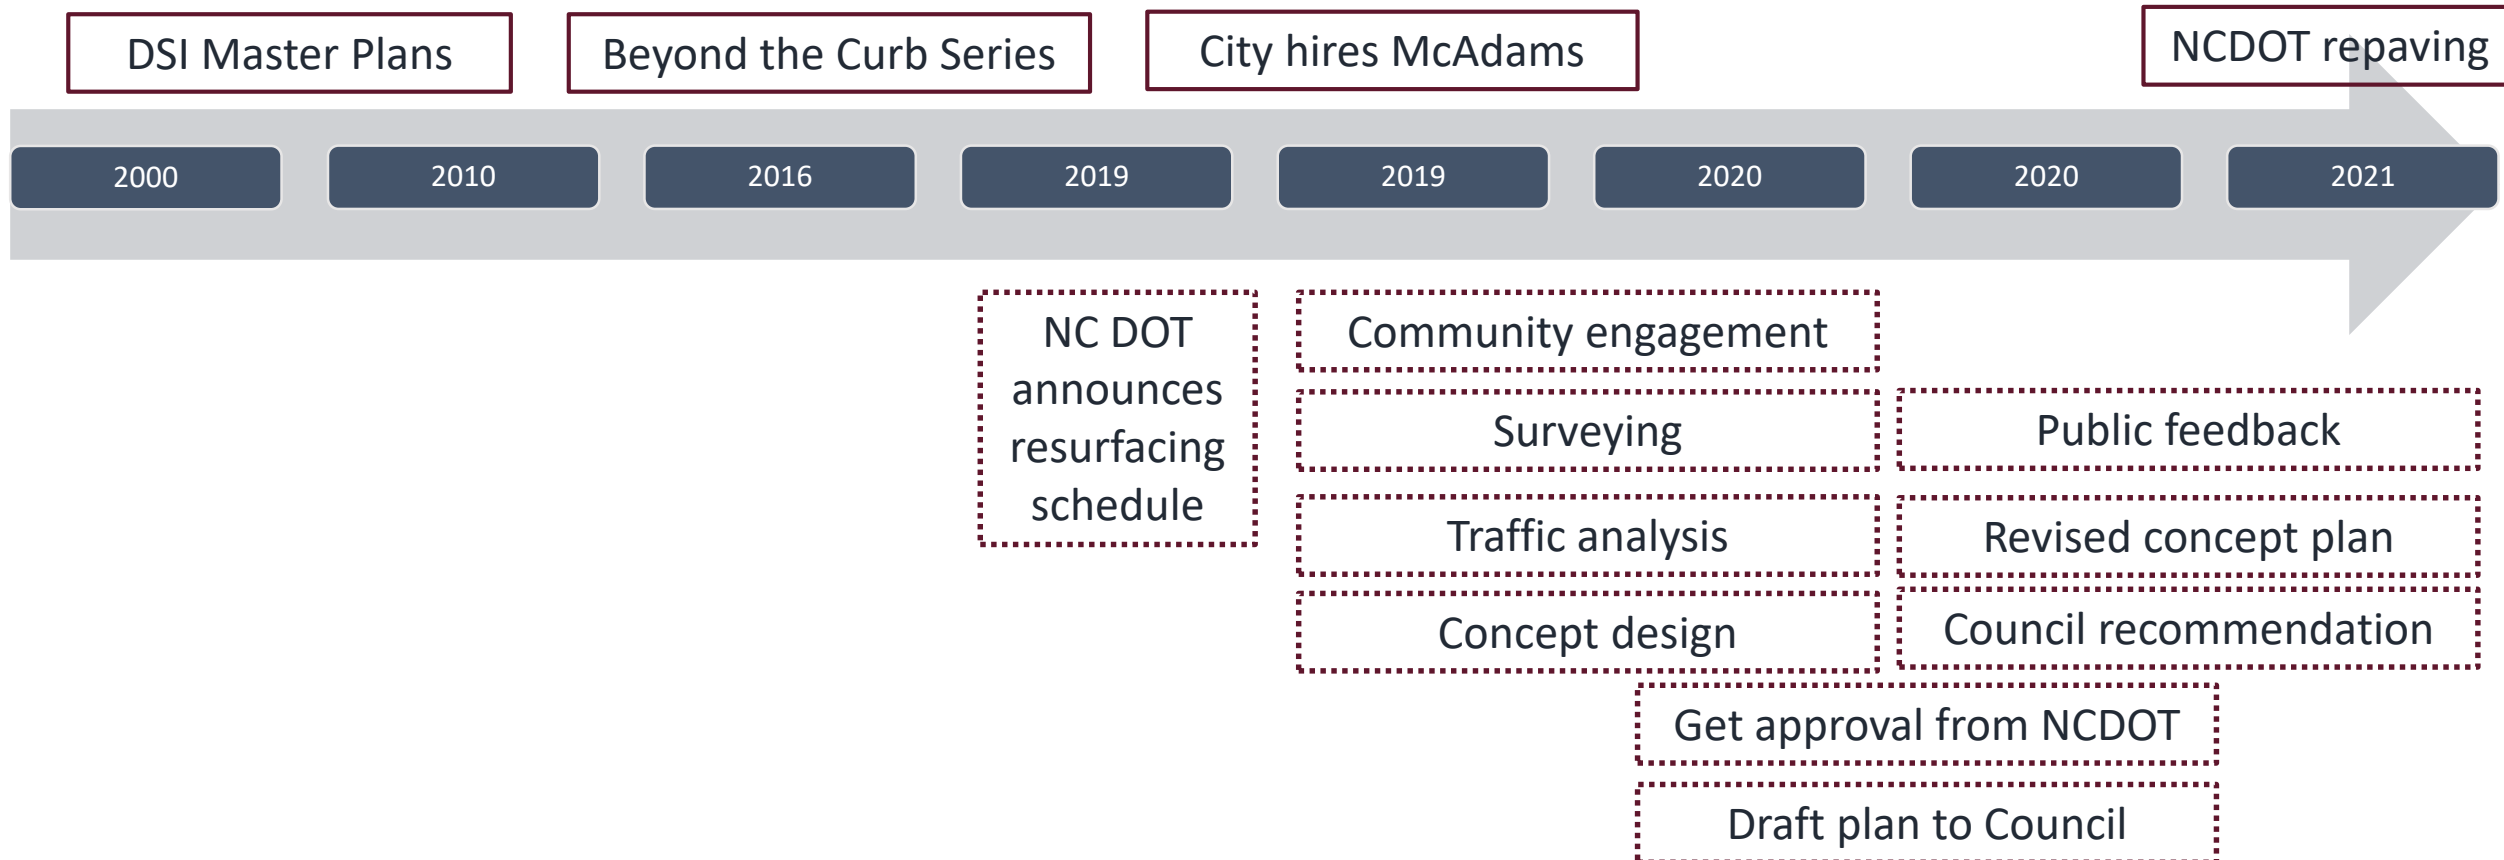 DSI Master Plans
Beyond the Curb Series
City hires McAdams
NCDOT repaving
2000
2010
2016
2019
2019
2020
2020
2021
NC DOT
announces
resurfacing
schedule
Community engagement
Surveying
Traffic analysis
Concept design
Public feedback
Revised concept plan
Council recommendation
Get approval from NCDOT
Draft plan to Council